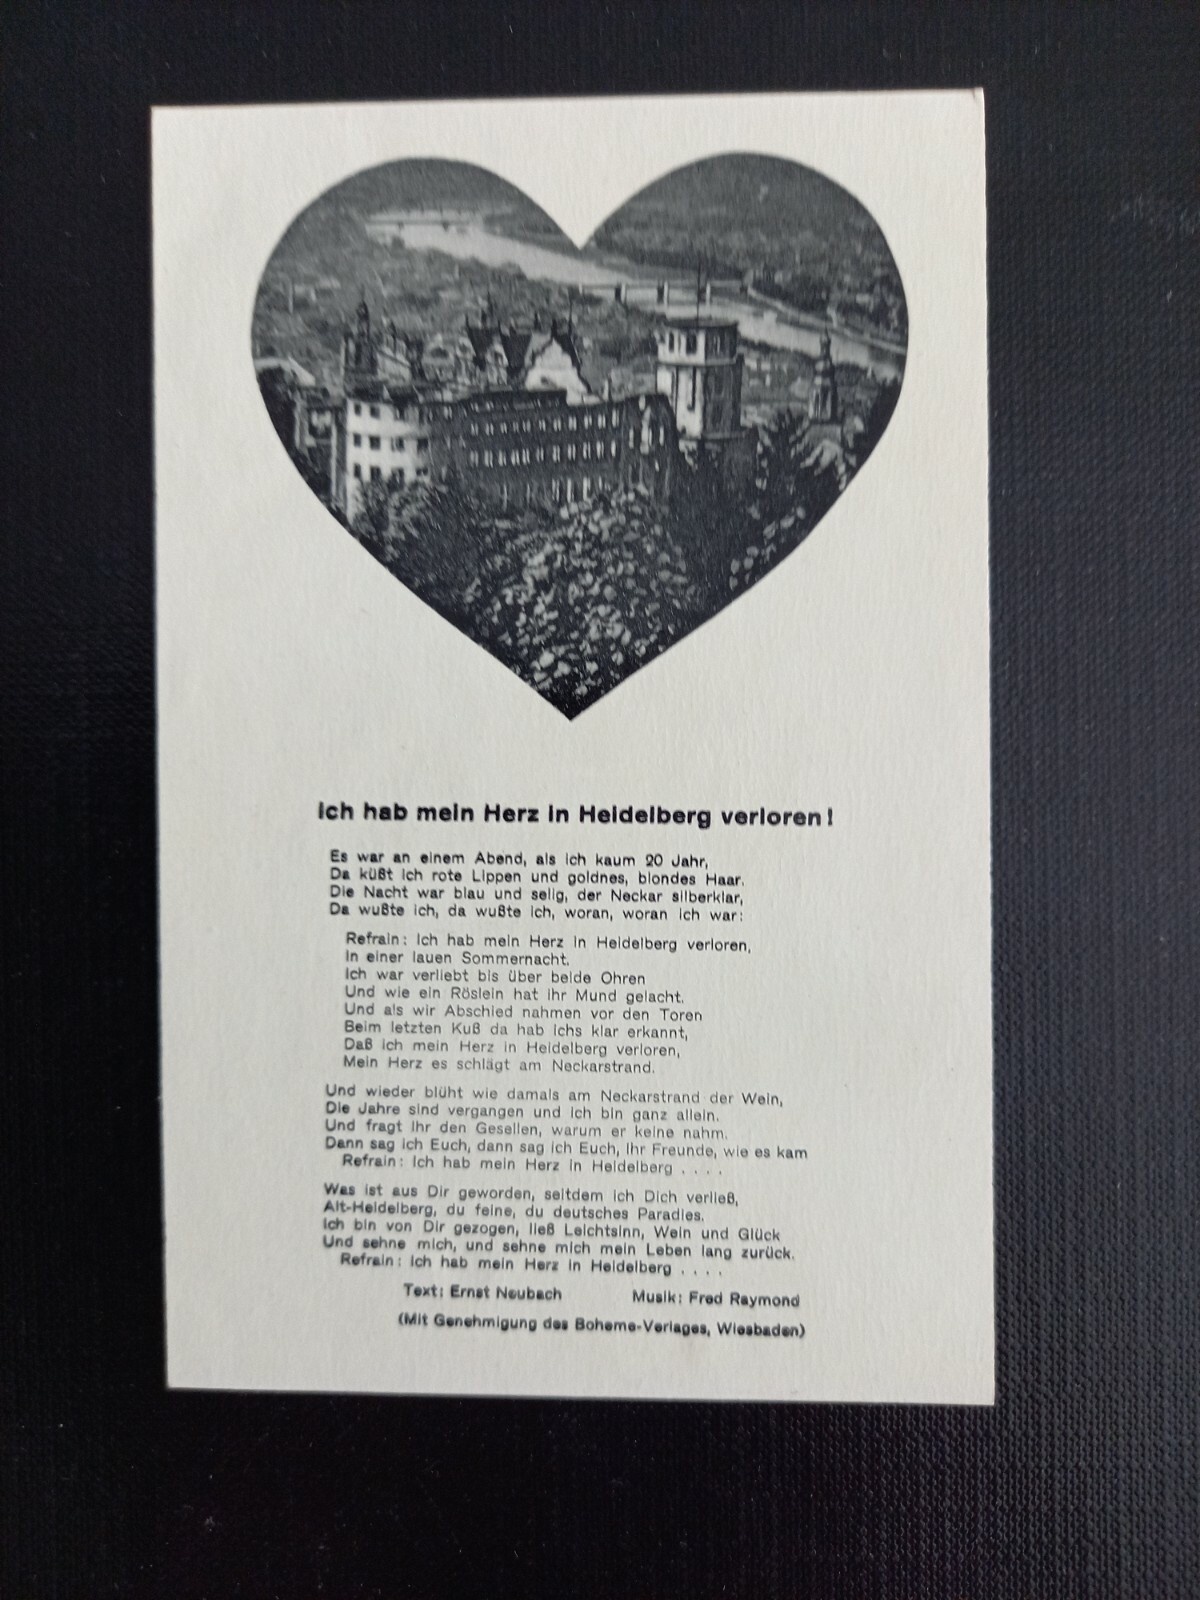 Ich hab mein Herz in Heidelberg verloren!
Es war an einem Abend, als ich kaum 20 Jahr,
Da küßt ich rote Lippen und goldnes, blondes Haar.
Die Nacht war blau und selig, der Neckar silberklar,
Da wußte ich, da wußte ich, woran, woran ich war:
Refrain: Ich hab mein Herz in Heidelberg verloren,
In einer lauen Sommernacht.
Ich war verliebt bis über beide Ohren
Und wie ein Röslein hat ihr Mund gelacht.
Und als wir Abschied nahmen vor den Toren
Beim letzten Kuß da hab ichs klar erkannt,
Daß ich mein Herz in Heidelberg verloren,
Mein Herz es schlägt am Neckarstrand.
Und wieder blüht wie damals am Neckarstrand der Wein,
Die Jahre sind vergangen und ich bin ganz allein.
Und fragt Ihr den Gesellen, warum er keine nahm.
Dann sag ich Euch, dann sag ich Euch, Ihr Freunde, wie es kam
Refrain: Ich hab mein Herz in Heidelberg . . . .
Was ist aus Dir geworden, seitdem ich Dich verließ,
Alt-Heidelberg, du feine, du deutsches Paradies.
Ich bin von Dir gezogen, ließ Leichtsinn, Wein und Glück
Und sehne mich, und sehne mich mein Leben lang zurück.
Refrain: Ich hab mein Herz in Heidelberg . . . .
Text: Ernst Neubach Musik: Fred Raymond
(Mit Genehmigung des Boheme-Verlages, Wiesbaden)